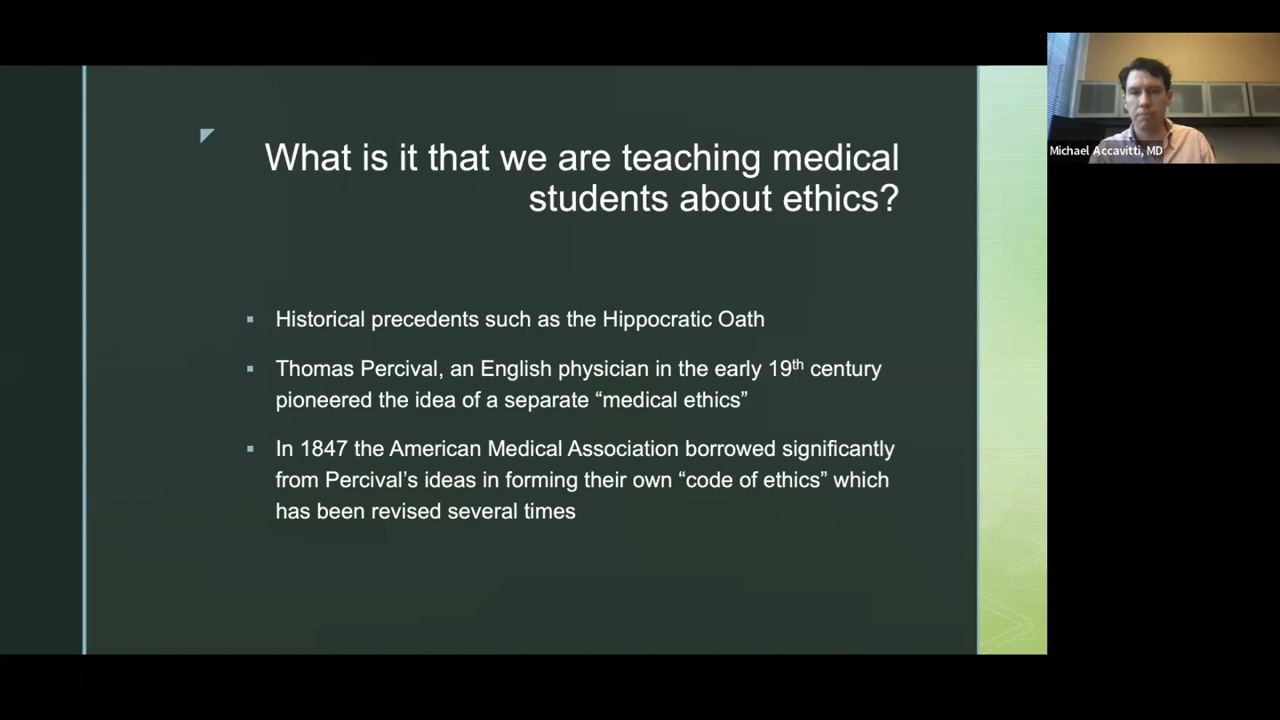 What is it that we are teaching medical
students about ethics?
Historical precedents such as the Hippocratic Oath
Thomas Percival, an English physician in the early 19th century
pioneered the idea of a separate “medical ethics”
In 1847 the American Medical Association borrowed significantly
from Percival’s ideas in forming their own “code of ethics” which
has been revised several times
Michael Accavitti, MD